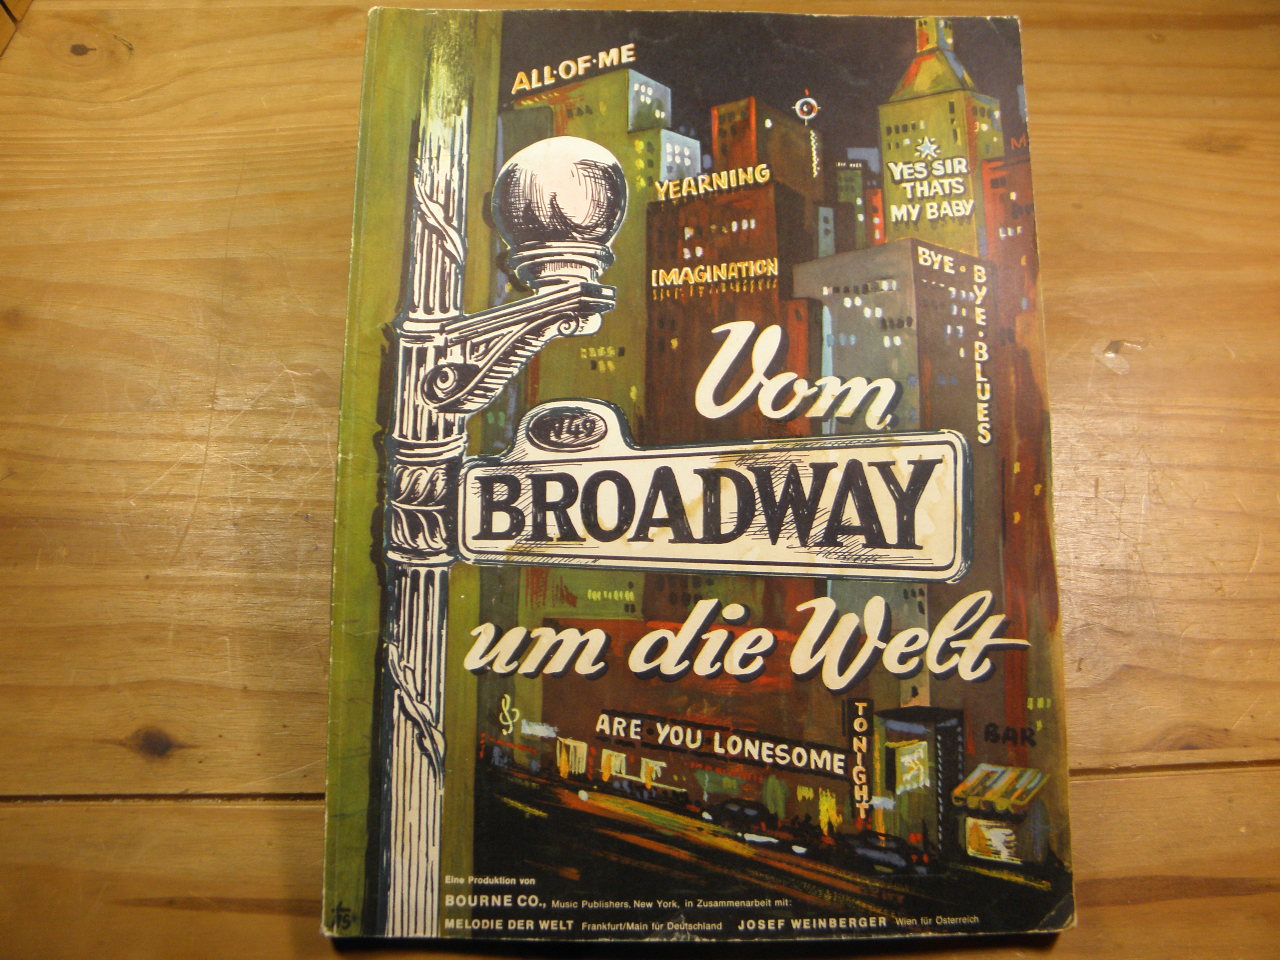 ALL·OF·ME
YEARNING
IMAGINATION
YES SIR
THATS
MY BABY
BYE·BYE·BLUES
Vom
1649
BROADWAY
um die Welt
ARE YOU LONESOME
TONIGHT
BAR
Eine Produktion von
BOURNE CO., Music Publishers, New York, in Zusammenarbeit mit:
MELODIE DER WELT Frankfurt/Main für Deutschland JOSEF WEINBERGER Wien für Österreich